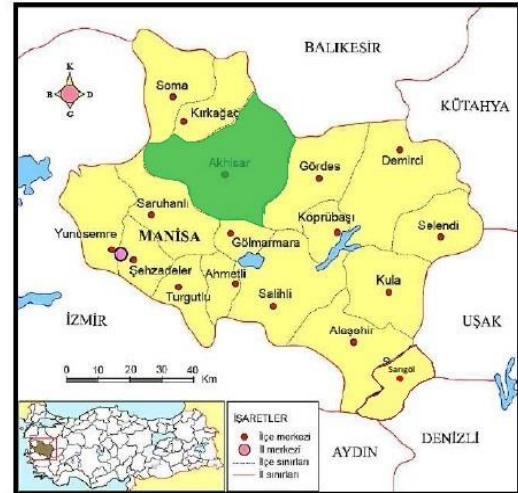 BALIKESİR
KÜTAHYA
K
B D
G
Soma
Kırkağaç
Akhisar
Gördes
Demirci
Saruhanlı
Köprübaşı
Selendi
Yunusemre
MANİSA
Gölmarmara
Şehzadeler
Ahmetli
Turgutlu
Salihli
Kula
İZMİR
UŞAK
Alaşehir
S
Sarıgöl
0 10 20 30 40
Km
İŞARETLER
İlçe merkezi
İl merkezi
İlçe sınırları
İl sınırları
AYDIN
DENİZLİ